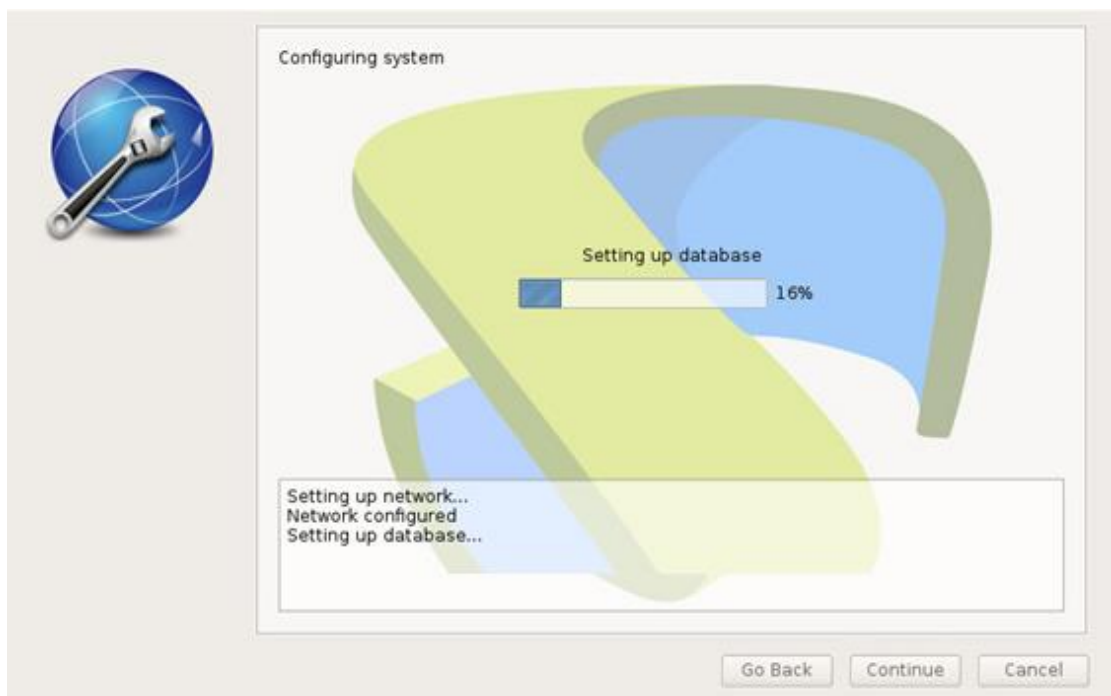 Configuring system
Setting up database
16%
Setting up network...
Network configured
Setting up database...
Go Back
Continue
Cancel